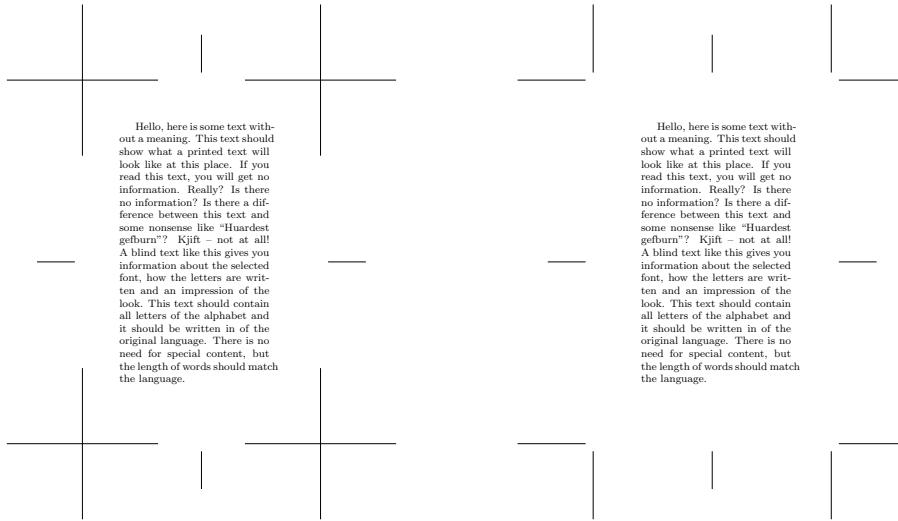 Hello, here is some text with-
out a meaning. This text should
show what a printed text will
look like at this place. If you
read this text, you will get no
information. Really? Is there
no information? Is there a dif-
ference between this text and
some nonsense like “Huardest
gefburn”? Kjift – not at all!
A blind text like this gives you
information about the selected
font, how the letters are writ-
ten and an impression of the
look. This text should contain
all letters of the alphabet and
it should be written in of the
original language. There is no
need for special content, but
the length of words should match
the language.
Hello, here is some text with-
out a meaning. This text should
show what a printed text will
look like at this place. If you
read this text, you will get no
information. Really? Is there
no information? Is there a dif-
ference between this text and
some nonsense like “Huardest
gefburn”? Kjift – not at all!
A blind text like this gives you
information about the selected
font, how the letters are writ-
ten and an impression of the
look. This text should contain
all letters of the alphabet and
it should be written in of the
original language. There is no
need for special content, but
the length of words should match
the language.